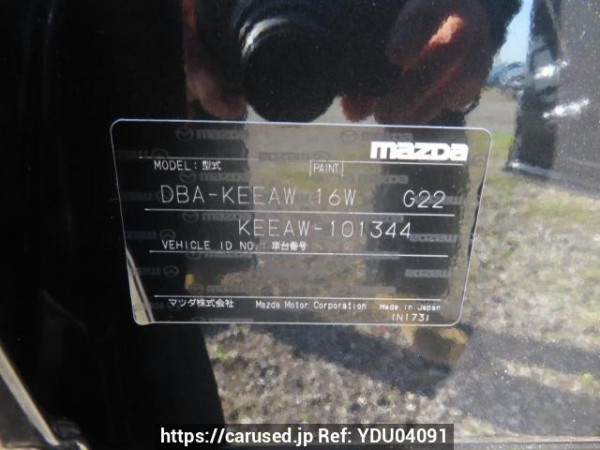 mazda
MODEL: 型式 PAINT
DBA-KEEAW 16W G22
KEEAW-101344
VEHICLE ID NO. 車台番号
マツダ株式会社 Mazda Motor Corporation Made in Japan
(N173)
https://carused.jp Ref: YDU04091